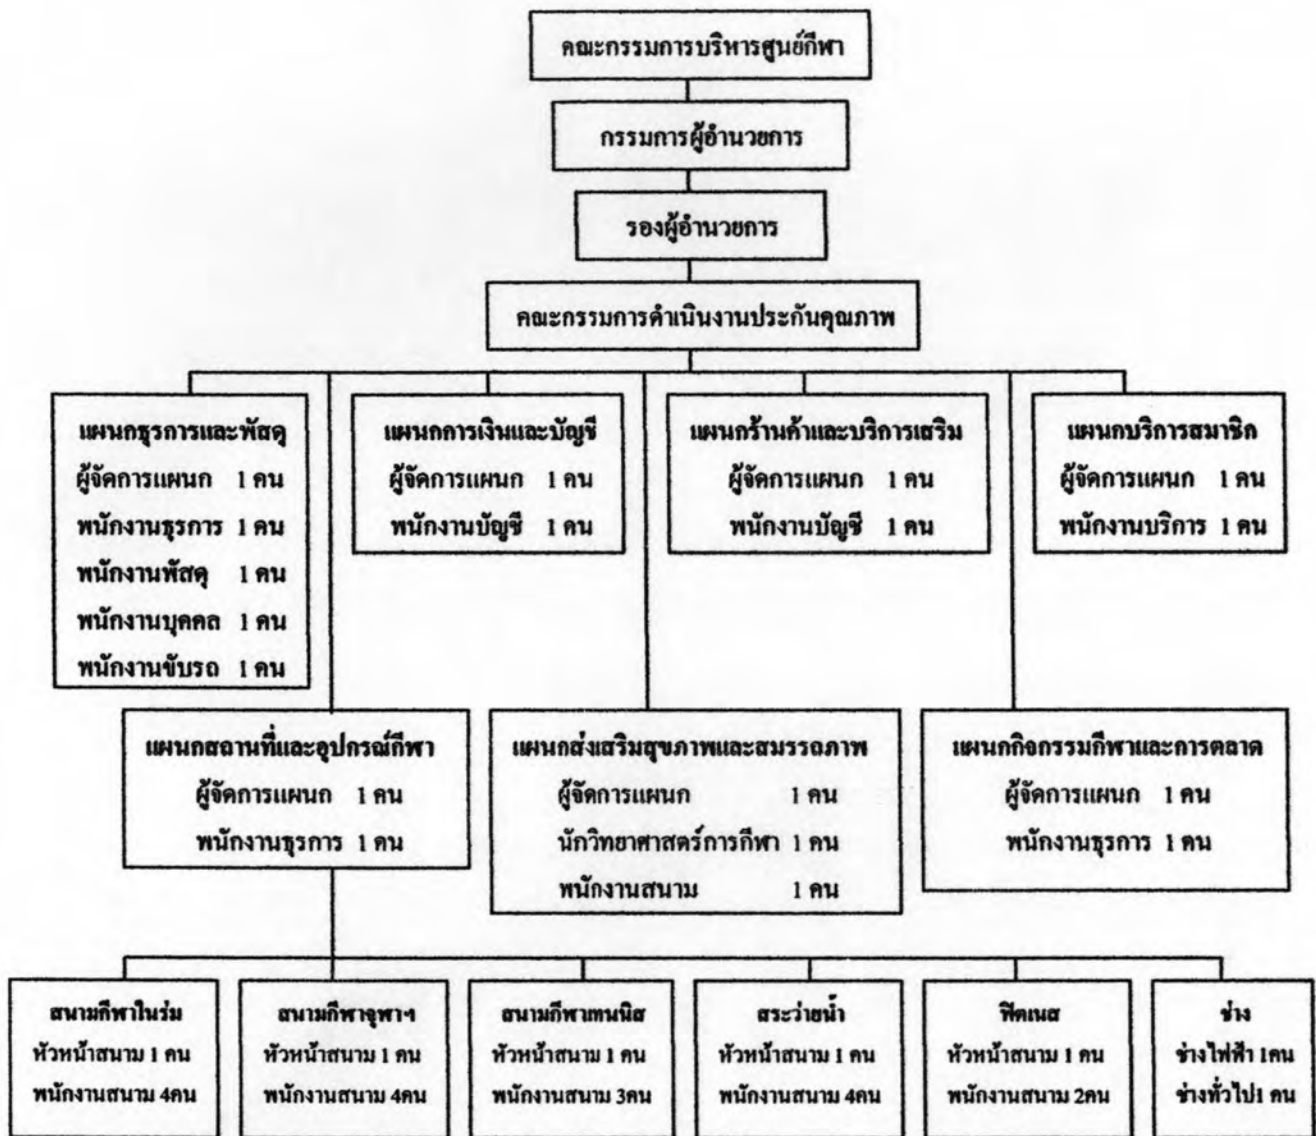 คณะกรรมการบริหารศูนย์กีฬา
กรรมการผู้อำนวยการ
รองผู้อำนวยการ
คณะกรรมการดำเนินงานประกันคุณภาพ
แผนกธุรการและพัสดุ
ผู้จัดการแผนก 1 คน
พนักงานธุรการ 1 คน
พนักงานพัสดุ 1 คน
พนักงานบุคคล 1 คน
พนักงานขับรถ 1 คน
แผนกการเงินและบัญชี
ผู้จัดการแผนก 1 คน
พนักงานบัญชี 1 คน
แผนกร้านค้าและบริการเสริม
ผู้จัดการแผนก 1 คน
พนักงานบัญชี 1 คน
แผนกบริการสมาชิก
ผู้จัดการแผนก 1 คน
พนักงานบริการ 1 คน
แผนกสถานที่และอุปกรณ์กีฬา
ผู้จัดการแผนก 1 คน
พนักงานธุรการ 1 คน
แผนกส่งเสริมสุขภาพและสมรรถภาพ
ผู้จัดการแผนก 1 คน
นักวิทยาศาสตร์การกีฬา 1 คน
พนักงานสนาม 1 คน
แผนกกิจกรรมกีฬาและการตลาด
ผู้จัดการแผนก 1 คน
พนักงานธุรการ 1 คน
สนามกีฬาในร่ม
หัวหน้าสนาม 1 คน
พนักงานสนาม 4คน
สนามกีฬาจุฬาฯ
หัวหน้าสนาม 1 คน
พนักงานสนาม 4คน
สนามกีฬาเทนนิส
หัวหน้าสนาม 1 คน
พนักงานสนาม 3คน
สระว่ายน้ำ
หัวหน้าสนาม 1 คน
พนักงานสนาม 4คน
ฟิตเนส
หัวหน้าสนาม 1 คน
พนักงานสนาม 2คน
ช่าง
ช่างไฟฟ้า 1คน
ช่างทั่วไป1 คน